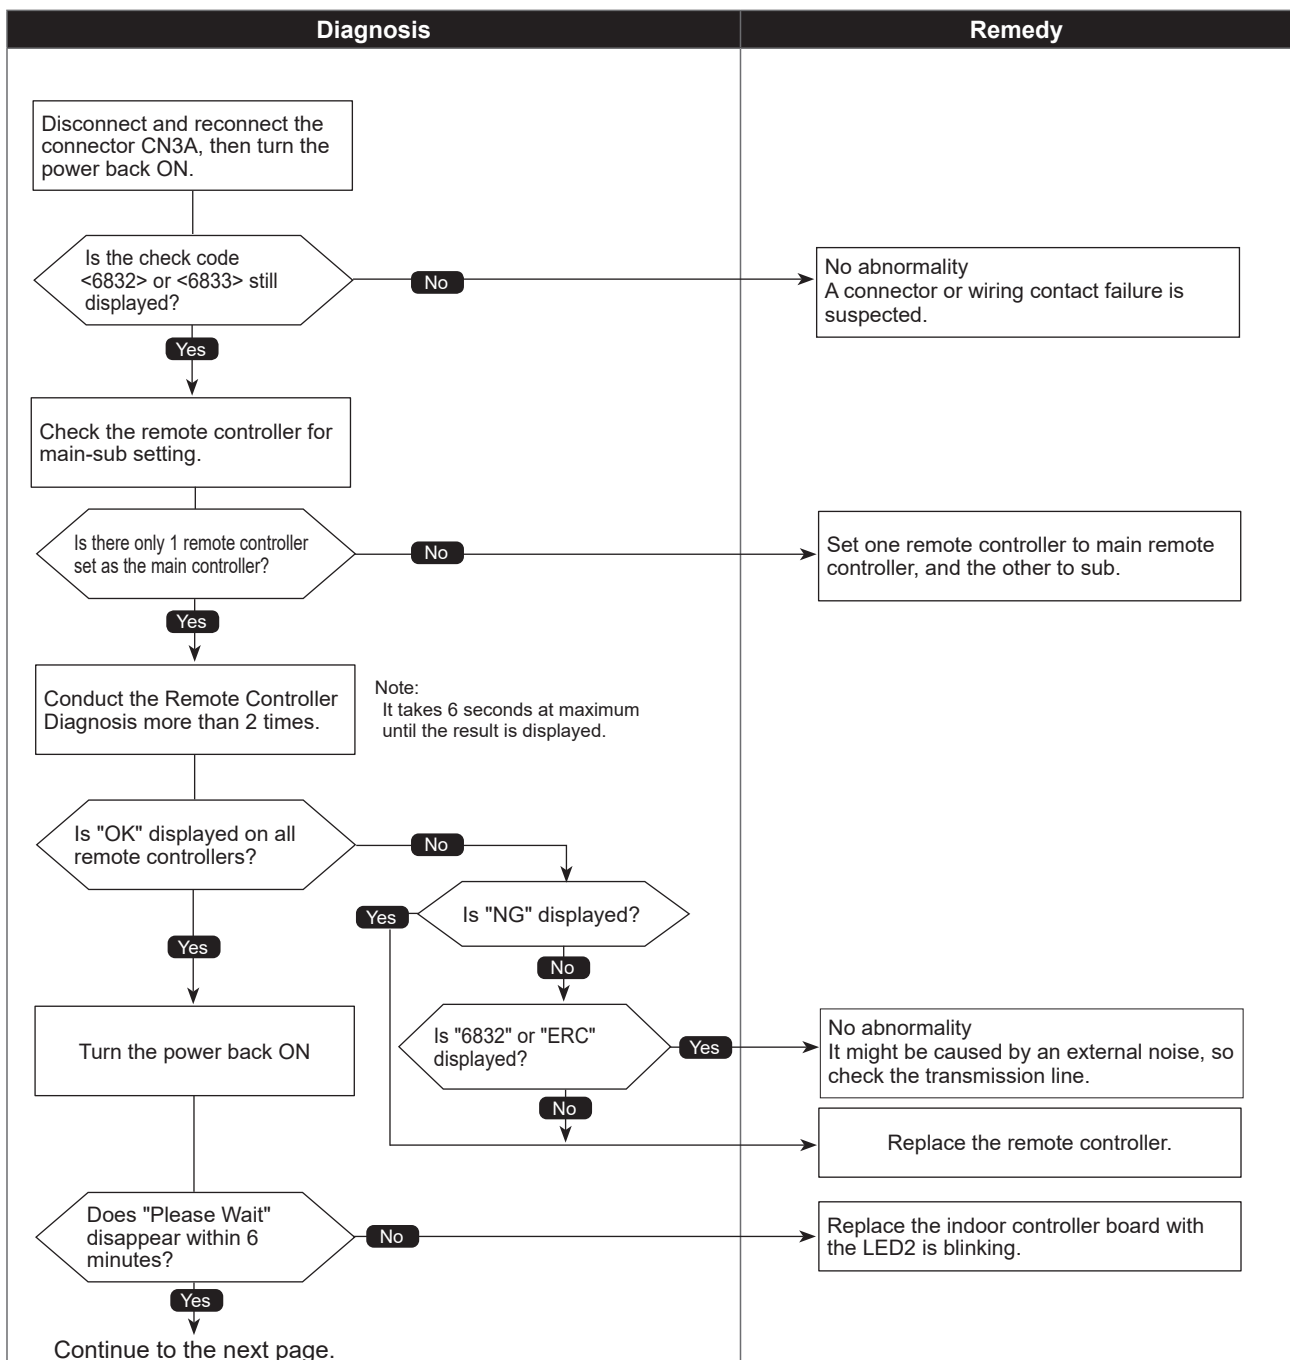 Diagnosis
Remedy
Disconnect and reconnect the
connector CN3A, then turn the
power back ON.
Is the check code
<6832> or <6833> still
displayed?
No
No abnormality
A connector or wiring contact failure is
suspected.
Yes
Check the remote controller for
main-sub setting.
Is there only 1 remote controller
set as the main controller?
No
Set one remote controller to main remote
controller, and the other to sub.
Yes
Conduct the Remote Controller
Diagnosis more than 2 times.
Note:
It takes 6 seconds at maximum
until the result is displayed.
Is "OK" displayed on all
remote controllers?
No
Is "NG" displayed?
Yes
Yes
No
Turn the power back ON
Is "6832" or "ERC"
displayed?
Yes
No abnormality
It might be caused by an external noise, so
check the transmission line.
No
Replace the remote controller.
Does "Please Wait"
disappear within 6
minutes?
No
Replace the indoor controller board with
the LED2 is blinking.
Yes
Continue to the next page.